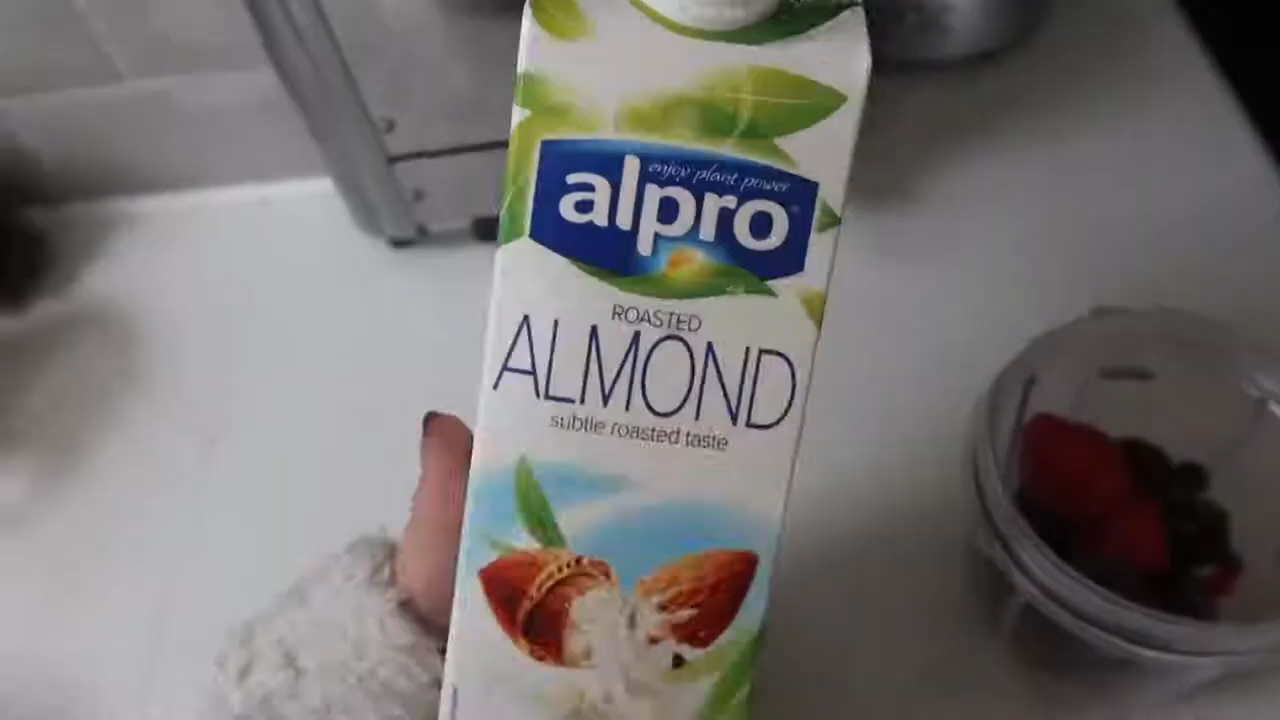 enjoy plant power
alpro
ROASTED
ALMOND
subtle roasted taste